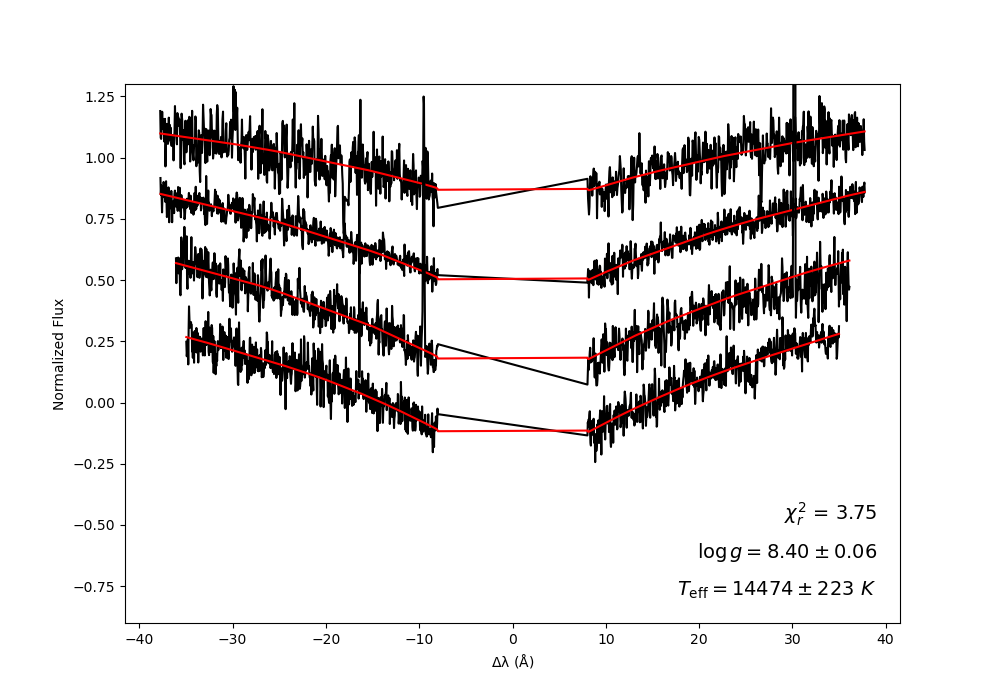 1.25
1.00
0.75
0.50
0.25
0.00
−0.25
−0.50
−0.75
Normalized Flux
χ²ᵣ = 3.75
log g = 8.40 ± 0.06
T_eff = 14474 ± 223 K
−40 −30 −20 −10 0 10 20 30 40
Δλ (Å)